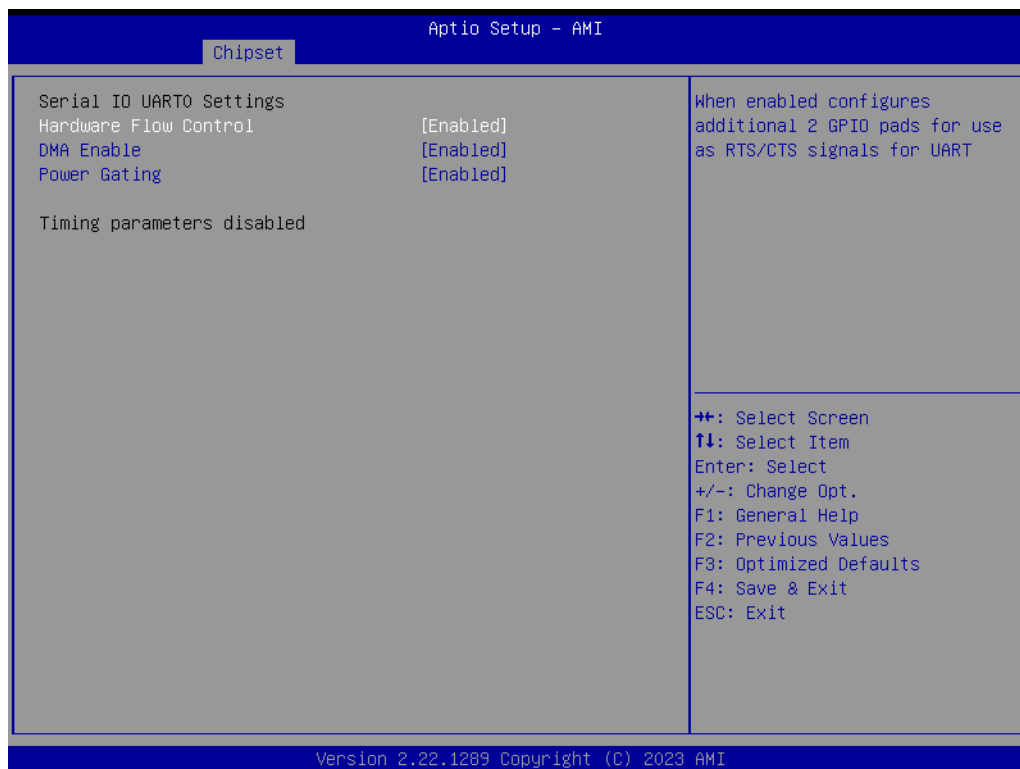 Aptio Setup - AMI
Chipset
Serial IO UART0 Settings
Hardware Flow Control [Enabled]
DMA Enable [Enabled]
Power Gating [Enabled]
Timing parameters disabled
When enabled configures
additional 2 GPIO pads for use
as RTS/CTS signals for UART
→←: Select Screen
↑↓: Select Item
Enter: Select
+/-: Change Opt.
F1: General Help
F2: Previous Values
F3: Optimized Defaults
F4: Save & Exit
ESC: Exit
Version 2.22.1289 Copyright (C) 2023 AMI